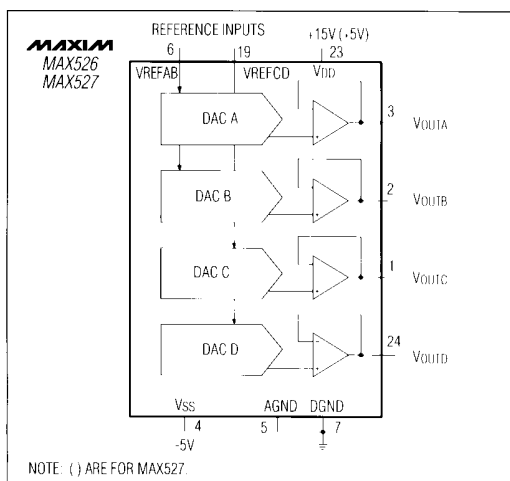 REFERENCE INPUTS
+15V (+5V)
MAXIM
MAX526
MAX527
6
19
23
VREFAB
VREFCD
VDD
DAC A
3
VOUTA
DAC B
2
VOUTB
DAC C
1
VOUTC
DAC D
24
VOUTD
VSS
AGND
DGND
4
5
7
-5V
NOTE: ( ) ARE FOR MAX527.